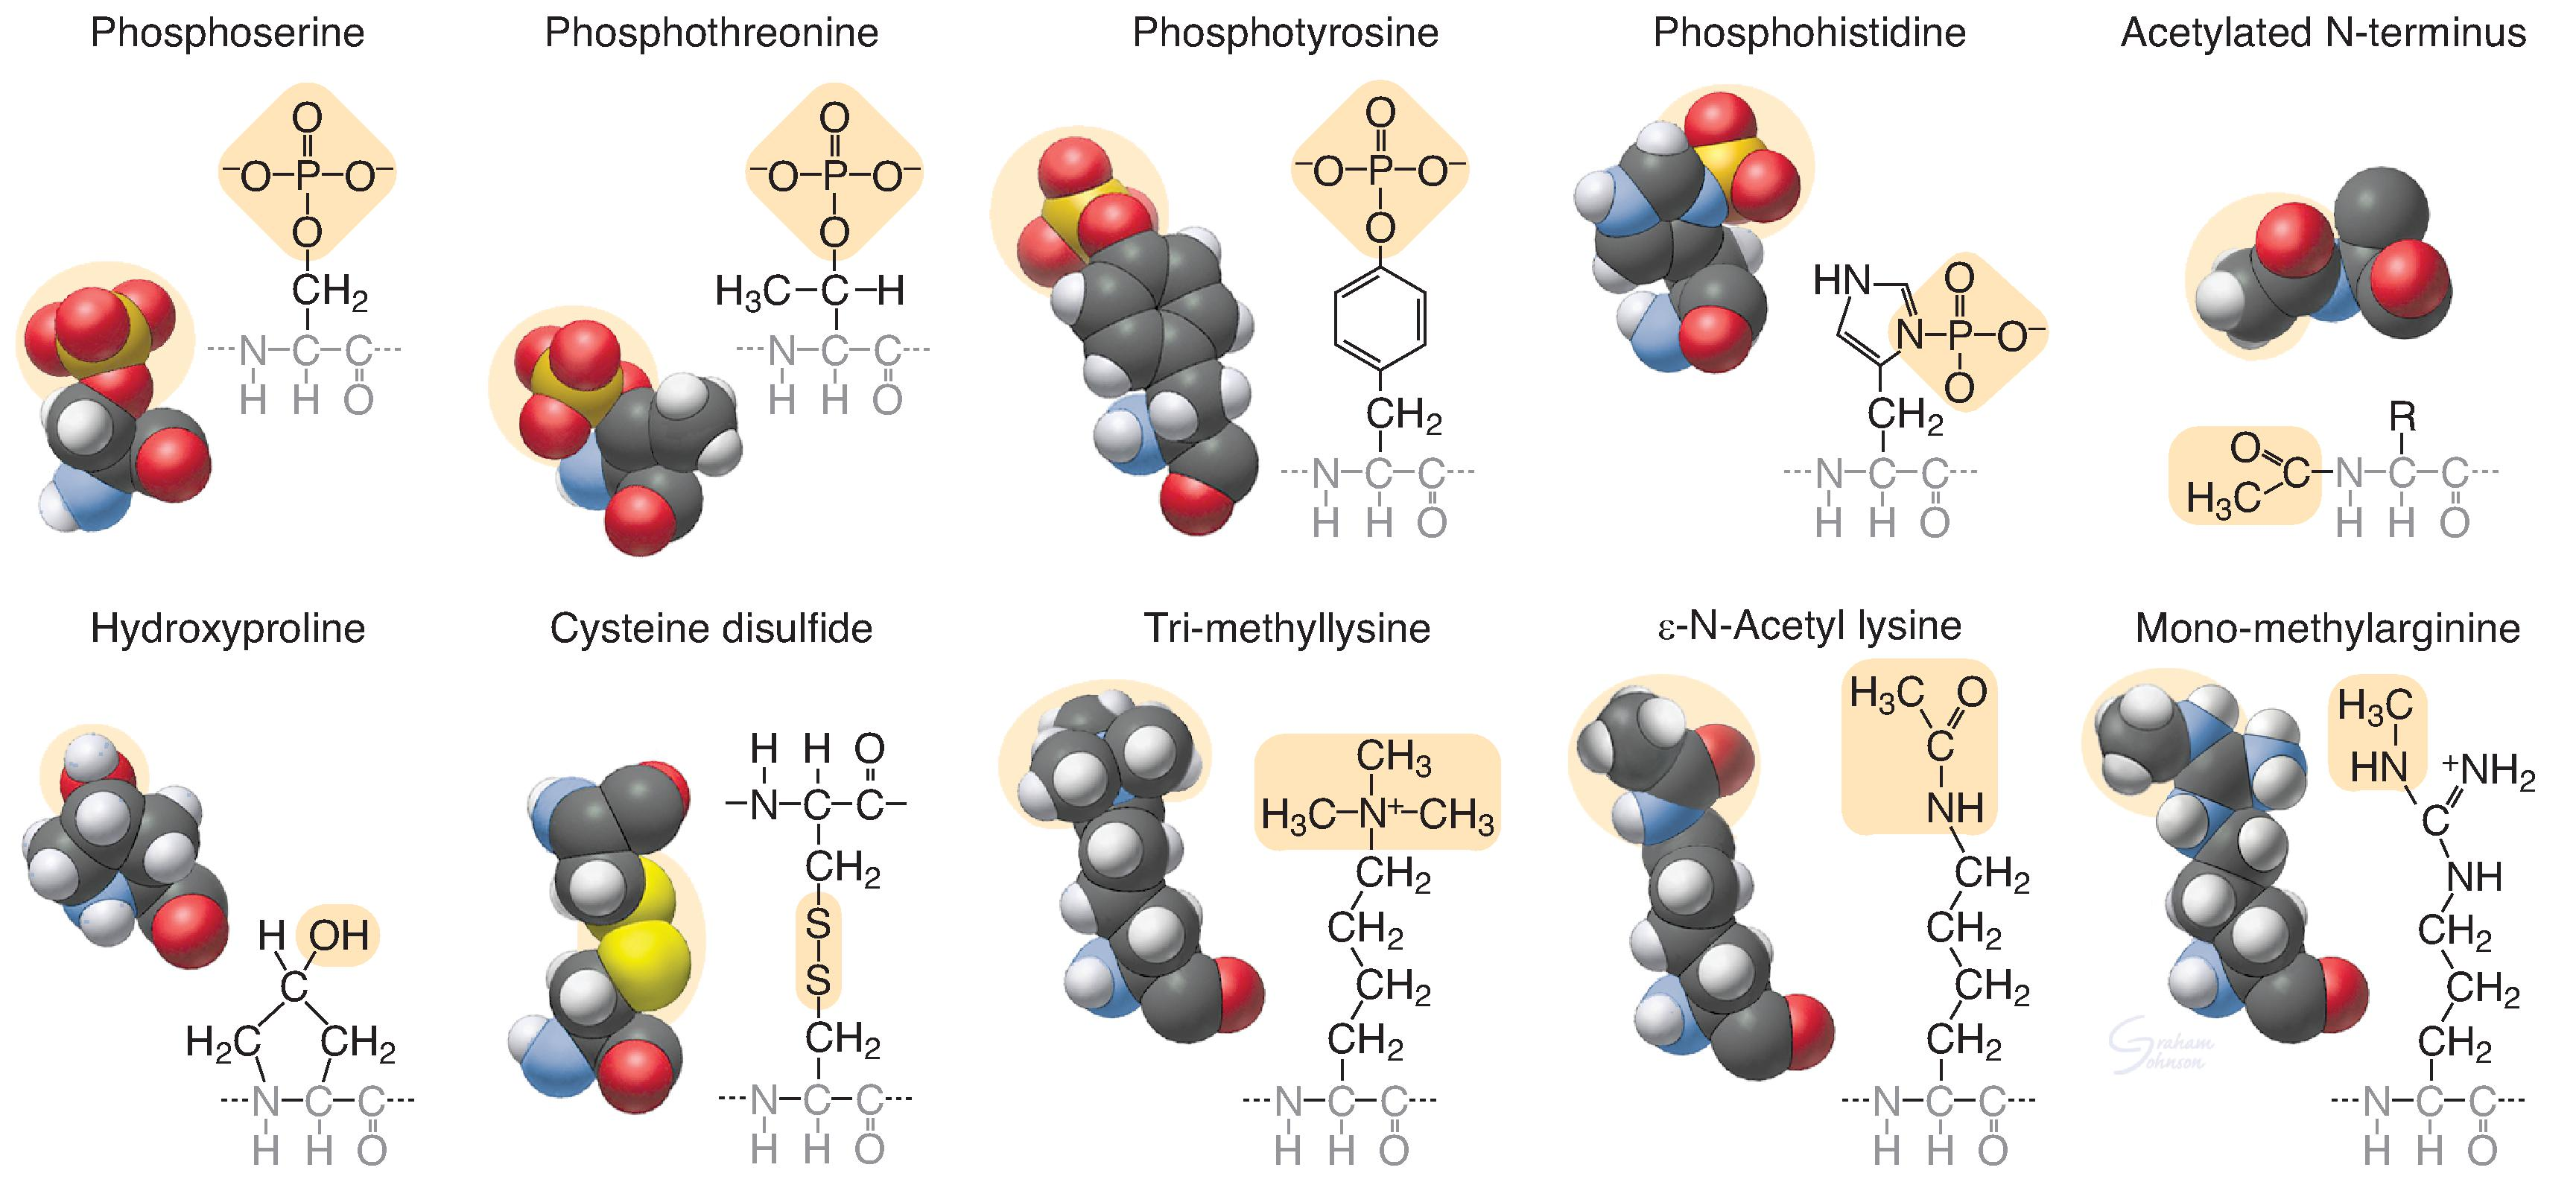 Phosphoserine
O
⁻O–P–O⁻
O
CH₂
---N–C–C---
H H O
Phosphothreonine
O
⁻O–P–O⁻
O
H₃C–C–H
---N–C–C---
H H O
Phosphotyrosine
O
⁻O–P–O⁻
O
CH₂
---N–C–C---
H H O
Phosphohistidine
HN O
N–P–O⁻
O
CH₂
---N–C–C---
H H O
Acetylated N-terminus
R
O
C–N–C–C---
H₃C
H H O
Hydroxyproline
H OH
C
H₂C CH₂
---N–C–C---
H H O
Cysteine disulfide
H H O
–N–C–C–
CH₂
S
S
CH₂
---N–C–C---
H H O
Tri-methyllysine
CH₃
H₃C–N⁺–CH₃
CH₂
CH₂
CH₂
CH₂
---N–C–C---
H H O
ε-N-Acetyl lysine
H₃C O
C
NH
CH₂
CH₂
CH₂
CH₂
---N–C–C---
H H O
Mono-methylarginine
H₃C
HN ⁺NH₂
C
NH
CH₂
CH₂
CH₂
---N–C–C---
H H O
Graham
Johnson